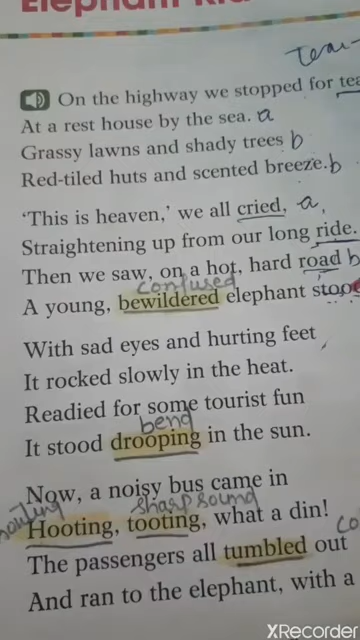 Elephant
tea
On the highway we stopped for tea
At a rest house by the sea. a
Grassy lawns and shady trees b
Red-tiled huts and scented breeze. b
'This is heaven,' we all cried, a,
Straightening up from our long ride.
Then we saw, on a hot, hard road b
confused
A young, bewildered elephant
With sad eyes and hurting feet
It rocked slowly in the heat.
Readied for some tourist fun
bend
It stood drooping in the sun.
Now, a noisy bus came in
sharp sound
Hooting, tooting, what a din!
The passengers all tumbled out
And ran to the elephant, with a
XRecorder